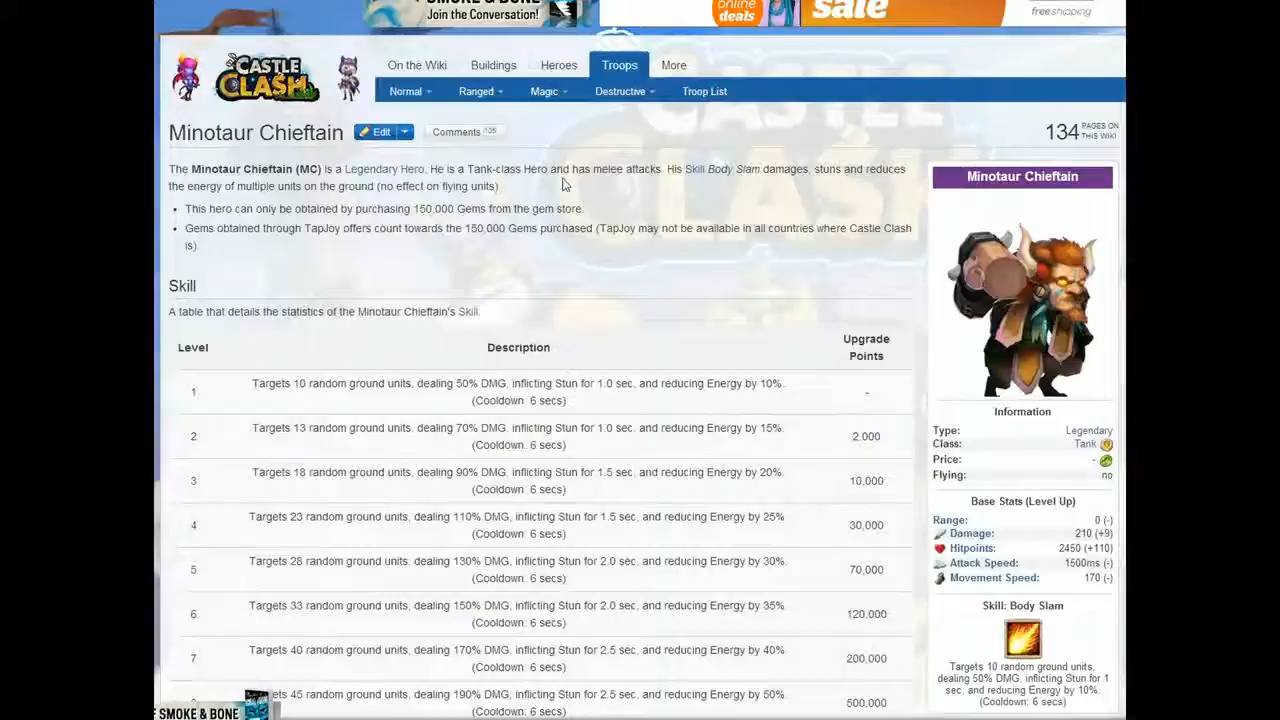 SMOKE & BONE
Join the Conversation!
online
deals
sale
free shipping
CASTLE
CLASH
On the Wiki
Buildings
Heroes
Troops
More
Normal
Ranged
Magic
Destructive
Troop List
Minotaur Chieftain
Edit
Comments 135
134 PAGES ON
THIS WIKI
The Minotaur Chieftain (MC) is a Legendary Hero. He is a Tank-class Hero and has melee attacks. His Skill Body Slam damages, stuns and reduces
the energy of multiple units on the ground (no effect on flying units).
This hero can only be obtained by purchasing 150,000 Gems from the gem store.
Gems obtained through TapJoy offers count towards the 150,000 Gems purchased (TapJoy may not be available in all countries where Castle Clash
is).
Skill
A table that details the statistics of the Minotaur Chieftain's Skill.
Level
Description
Upgrade
Points
1
Targets 10 random ground units, dealing 50% DMG, inflicting Stun for 1.0 sec, and reducing Energy by 10%.
(Cooldown: 6 secs)
-
2
Targets 13 random ground units, dealing 70% DMG, inflicting Stun for 1.0 sec, and reducing Energy by 15%.
(Cooldown: 6 secs)
2,000
3
Targets 18 random ground units, dealing 90% DMG, inflicting Stun for 1.5 sec, and reducing Energy by 20%.
(Cooldown: 6 secs)
10,000
4
Targets 23 random ground units, dealing 110% DMG, inflicting Stun for 1.5 sec, and reducing Energy by 25%
(Cooldown: 6 secs)
30,000
5
Targets 28 random ground units, dealing 130% DMG, inflicting Stun for 2.0 sec, and reducing Energy by 30%.
(Cooldown: 6 secs)
70,000
6
Targets 33 random ground units, dealing 150% DMG, inflicting Stun for 2.0 sec, and reducing Energy by 35%.
(Cooldown: 6 secs)
120,000
7
Targets 40 random ground units, dealing 170% DMG, inflicting Stun for 2.5 sec, and reducing Energy by 40%.
(Cooldown: 6 secs)
200,000
ets 45 random ground units, dealing 190% DMG, inflicting Stun for 2.5 sec, and reducing Energy by 50%.
(Cooldown: 6 secs)
500,000
Minotaur Chieftain
Information
Type: Legendary
Class: Tank
Price: -
Flying: no
Base Stats (Level Up)
Range: 0 (-)
Damage: 210 (+9)
Hitpoints: 2450 (+110)
Attack Speed: 1500ms (-)
Movement Speed: 170 (-)
Skill: Body Slam
Targets 10 random ground units,
dealing 50% DMG, inflicting Stun for 1
sec, and reducing Energy by 10%.
(Cooldown: 6 secs)
F SMOKE & BONE